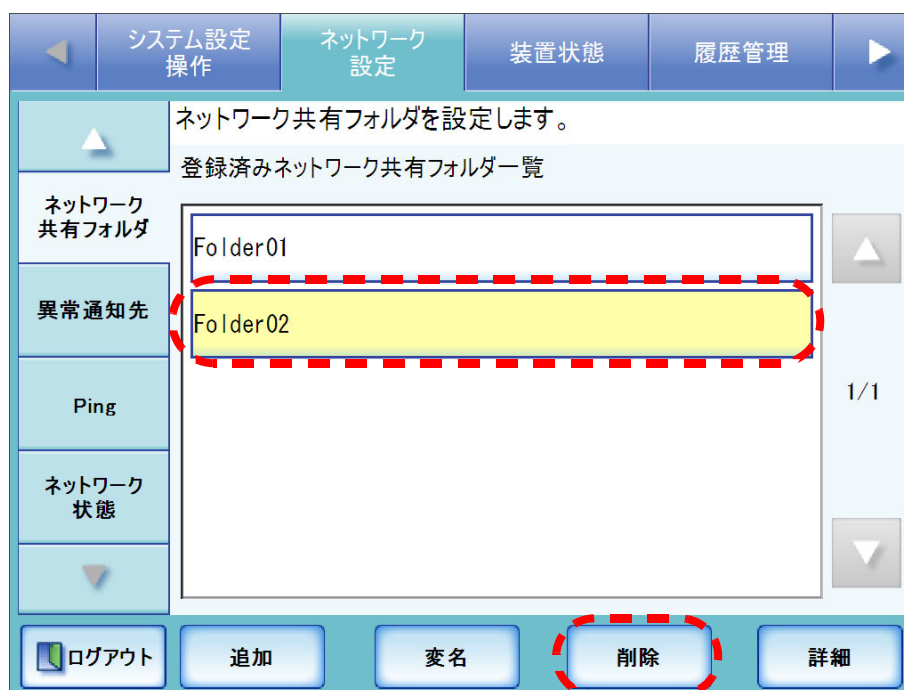 システム設定
操作
ネットワーク
設定
装置状態
履歴管理
ネットワーク共有フォルダを設定します。
登録済みネットワーク共有フォルダ一覧
ネットワーク
共有フォルダ
異常通知先
Ping
ネットワーク
状態
Folder01
Folder02
1/1
ログアウト
追加
変名
削除
詳細